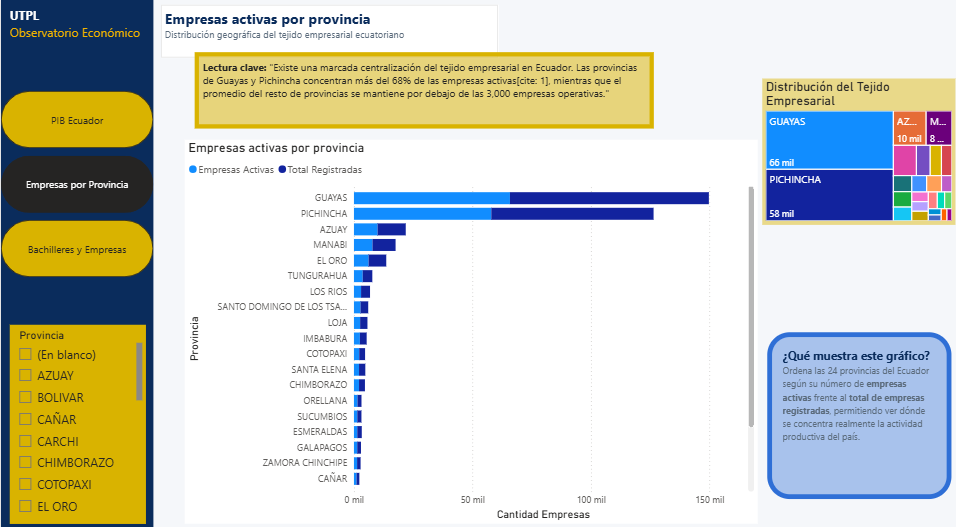 UTPL
Observatorio Económico
PIB Ecuador
Empresas por Provincia
Bachilleres y Empresas
Provincia
(En blanco)
AZUAY
BOLIVAR
CAÑAR
CARCHI
CHIMBORAZO
COTOPAXI
EL ORO
Empresas activas por provincia
Distribución geográfica del tejido empresarial ecuatoriano
Lectura clave: "Existe una marcada centralización del tejido empresarial en Ecuador. Las provincias
de Guayas y Pichincha concentran más del 68% de las empresas activas[cite: 1], mientras que el
promedio del resto de provincias se mantiene por debajo de las 3,000 empresas operativas."
Empresas activas por provincia
Empresas Activas Total Registradas
Provincia
GUAYAS
PICHINCHA
AZUAY
MANABI
EL ORO
TUNGURAHUA
LOS RIOS
SANTO DOMINGO DE LOS TSA...
LOJA
IMBABURA
COTOPAXI
SANTA ELENA
CHIMBORAZO
ORELLANA
SUCUMBIOS
ESMERALDAS
GALAPAGOS
ZAMORA CHINCHIPE
CAÑAR
0 mil 50 mil 100 mil 150 mil
Cantidad Empresas
Distribución del Tejido
Empresarial
GUAYAS
66 mil
PICHINCHA
58 mil
AZ...
10 mil
M...
8 ...
¿Qué muestra este gráfico?
Ordena las 24 provincias del Ecuador
según su número de empresas
activas frente al total de empresas
registradas, permitiendo ver dónde
se concentra realmente la actividad
productiva del país.